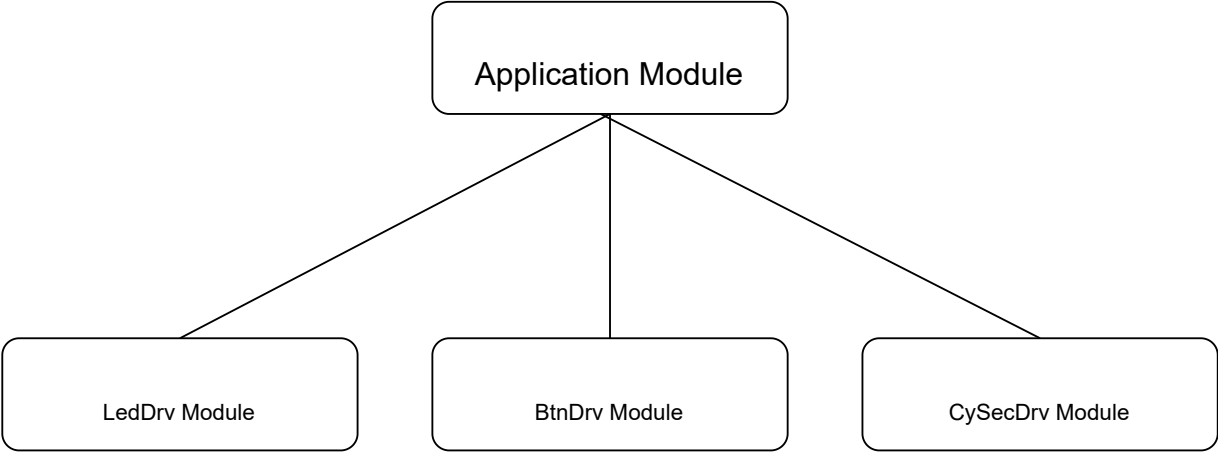 Application Module
LedDrv Module
BtnDrv Module
CySecDrv Module